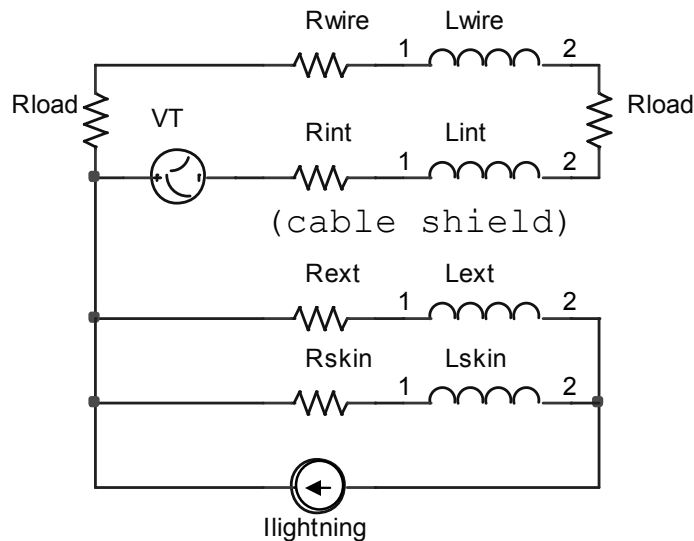 Rwire Lwire
1 2
Rload VT Rload
Rint Lint
+ -
1 2
(cable shield)
Rext Lext
1 2
Rskin Lskin
1 2
Ilightning